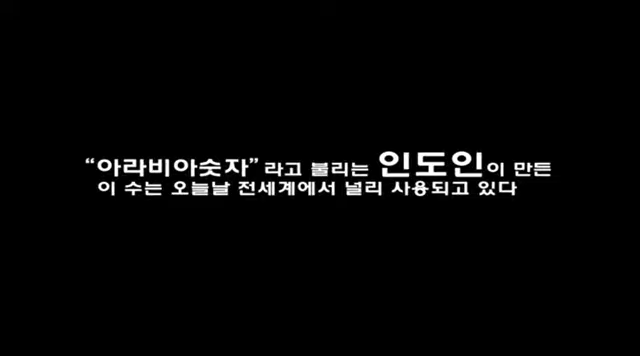 “아라비아숫자” 라고 불리는 인도인이 만든
이 수는 오늘날 전세계에서 널리 사용되고 있다